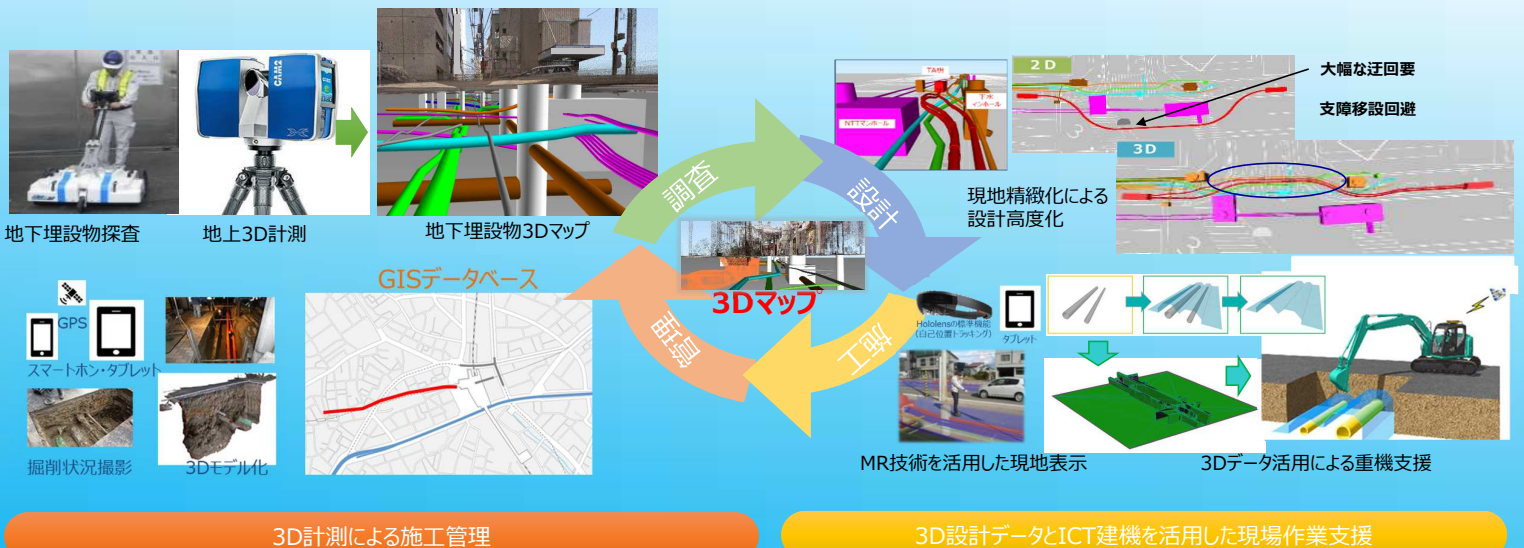 CAM2
地下埋設物探査
地上3D計測
地下埋設物3Dマップ
調査
設計
施工
管理
3Dマップ
TA管
下水
マンホール
NTTマンホール
2D
大幅な迂回要
支障移設回避
3D
現地精緻化による
設計高度化
GISデータベース
GPS
スマートホン・タブレット
掘削状況撮影
3Dモデル化
Hololensの標準機能
(自己位置トラッキング)
タブレット
MR技術を活用した現地表示
3Dデータ活用による重機支援
3D計測による施工管理
3D設計データとICT建機を活用した現場作業支援